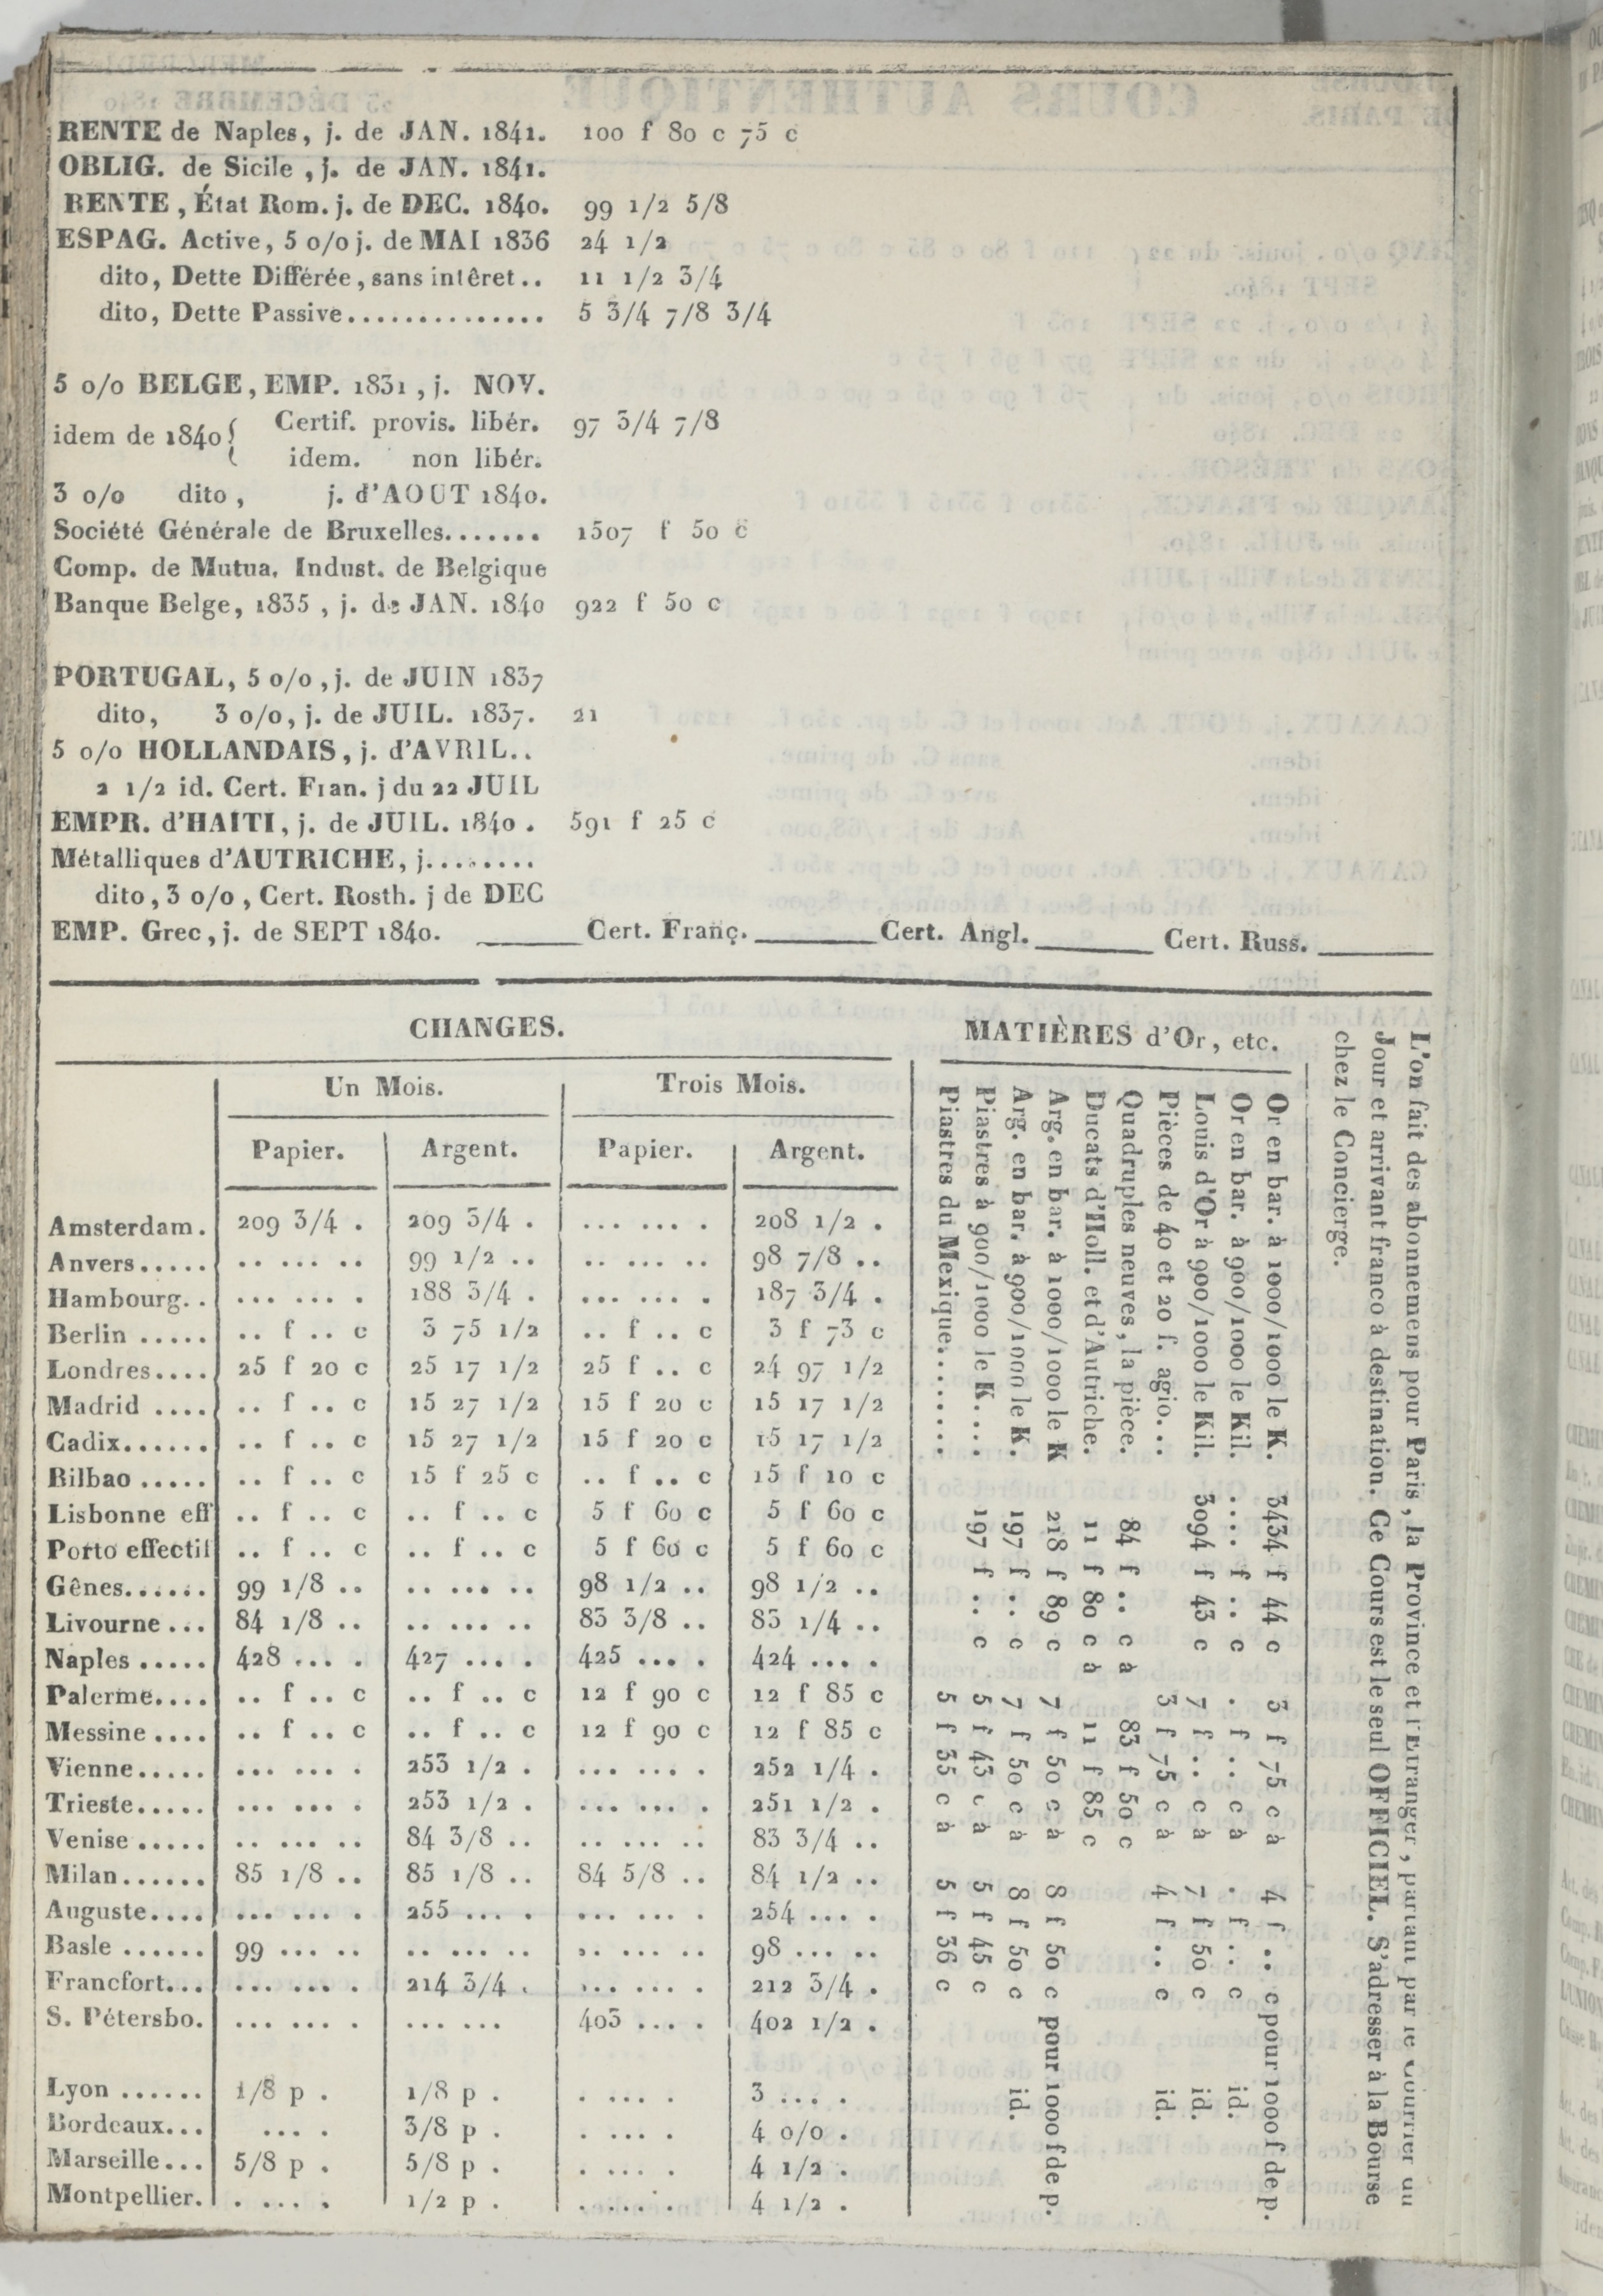 RENTE de Naples, j. de JAN. 1841. 100 f 80 c 75 c
OBLIG. de Sicile, j. de JAN. 1841.
RENTE, État Rom. j. de DEC. 1840. 99 1/2 5/8
ESPAG. Active, 5 o/o j. de MAI 1836 24 1/2
dito, Dette Différée, sans intêret.. 11 1/2 3/4
dito, Dette Passive.............. 5 3/4 7/8 3/4
5 o/o BELGE, EMP. 1831, j. NOV.
idem de 1840 { Certif. provis. libér. 97 3/4 7/8
idem. non libér.
3 o/o dito, j. d'AOUT 1840.
Société Générale de Bruxelles....... 1507 f 50 c
Comp. de Mutua. Indust. de Belgique
Banque Belge, 1835, j. de JAN. 1840 922 f 50 c
PORTUGAL, 5 o/o, j. de JUIN 1837
dito, 3 o/o, j. de JUIL. 1837. 21
5 o/o HOLLANDAIS, j. d'AVRIL..
2 1/2 id. Cert. Fran. j du 22 JUIL
EMPR. d'HAITI, j. de JUIL. 1840. 591 f 25 c
Métalliques d'AUTRICHE, j........
dito, 3 o/o, Cert. Rosth. j de DEC
EMP. Grec, j. de SEPT 1840. ______ Cert. Franç. ______ Cert. Angl. ______ Cert. Russ. ______
CHANGES.
Un Mois. Trois Mois.
Papier. Argent. Papier. Argent.
Amsterdam. 209 3/4 . 209 3/4 . ... ... . 208 1/2 .
Anvers..... .. ... .. 99 1/2 .. .. ... .. 98 7/8 ..
Hambourg.. ... ... . 188 3/4 . ... ... . 187 3/4 .
Berlin ..... .. f .. c 3 75 1/2 .. f .. c 3 f 73 c
Londres.... 25 f 20 c 25 17 1/2 25 f .. c 24 97 1/2
Madrid .... .. f .. c 15 27 1/2 15 f 20 c 15 17 1/2
Cadix...... .. f .. c 15 27 1/2 15 f 20 c 15 17 1/2
Bilbao ..... .. f .. c 15 f 25 c .. f .. c 15 f 10 c
Lisbonne eff .. f .. c .. f .. c 5 f 60 c 5 f 60 c
Porto effectif .. f .. c .. f .. c 5 f 60 c 5 f 60 c
Gênes...... 99 1/8 .. .. ... .. 98 1/2 .. 98 1/2 ..
Livourne ... 84 1/8 .. .. ... .. 83 3/8 .. 83 1/4 ..
Naples ..... 428 ... . 427 ... . 425 ... . 424 ... .
Palerme.... .. f .. c .. f .. c 12 f 90 c 12 f 85 c
Messine .... .. f .. c .. f .. c 12 f 90 c 12 f 85 c
Vienne..... ... ... . 253 1/2 . ... ... . 252 1/4 .
Trieste..... ... ... . 253 1/2 . ... ... . 251 1/2 .
Venise ..... .. ... .. 84 3/8 .. .. ... .. 83 3/4 ..
Milan...... 85 1/8 .. 85 1/8 .. 84 5/8 .. 84 1/2 ..
Auguste.... ... ... . 255 ... . ... ... . 254 ... .
Basle ...... 99 ... .. .. ... .. .. ... .. 98 ... ..
Francfort... ... ... . 214 3/4 . ... ... . 212 3/4 .
S. Pétersbo. ... ... . ... ... 403 ... . 402 1/2 .
Lyon ...... 1/8 p . 1/8 p . . ... . 3 ... .
Bordeaux... ... . 3/8 p . . ... . 4 o/o .
Marseille... 5/8 p . 5/8 p . . ... . 4 1/2 .
Montpellier. . ... . 1/2 p . . ... . 4 1/2 .
MATIÈRES d'Or, etc.
Or en bar. à 1000/1000 le K. 3434 f 44 c 3 f 75 c à 4 f .. c pour 1000 f de p.
Or en bar. à 900/1000 le Kil. ... f .. c . f .. c à . f .. c id.
Louis d'Or à 900/1000 le Kil. 3094 f 43 c 7 f .. c à 7 f 50 c id.
Pièces de 40 et 20 f. agio... 3 f 75 c à 4 f .. c id.
Quadruples neuves, la pièce. 84 f .. c à 83 f 50 c
Ducats d'Holl. et d'Autriche. 11 f 80 c à 11 f 85 c
Arg. en bar. à 1000/1000 le K 218 f 89 c 7 f 50 c à 8 f 50 c pour 1000 f de p.
Arg. en bar. à 900/1000 le K. 197 f .. c 7 f 50 c à 8 f 50 c id.
Piastres à 900/1000 le K.... 197 f .. c 5 f 43 c à 5 f 45 c
Piastres du Mexique....... 5 f 35 c à 5 f 36 c
L'on fait des abonnemens pour Paris, la Province et l'Etranger, partant par le Courrier du
Jour et arrivant franco à destination. Ce Cours est le seul OFFICIEL. S'adresser à la Bourse
chez le Concierge.